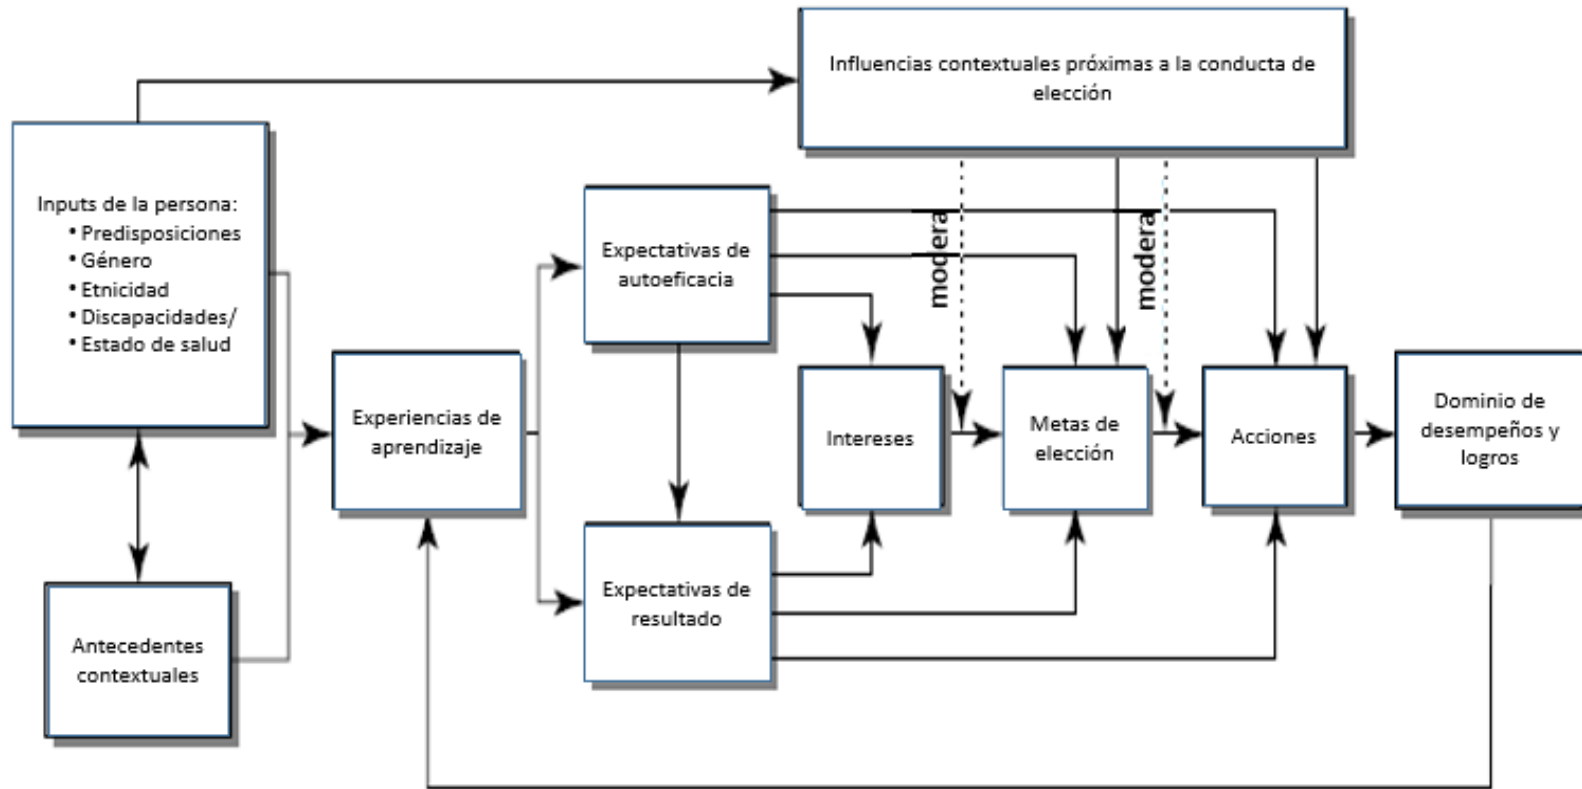 Influencias contextuales próximas a la conducta de
elección
Inputs de la persona:
• Predisposiciones
• Género
• Etnicidad
• Discapacidades/
• Estado de salud
Expectativas de
autoeficacia
modera
modera
Experiencias de
aprendizaje
Intereses
Metas de
elección
Acciones
Dominio de
desempeños y
logros
Expectativas de
resultado
Antecedentes
contextuales